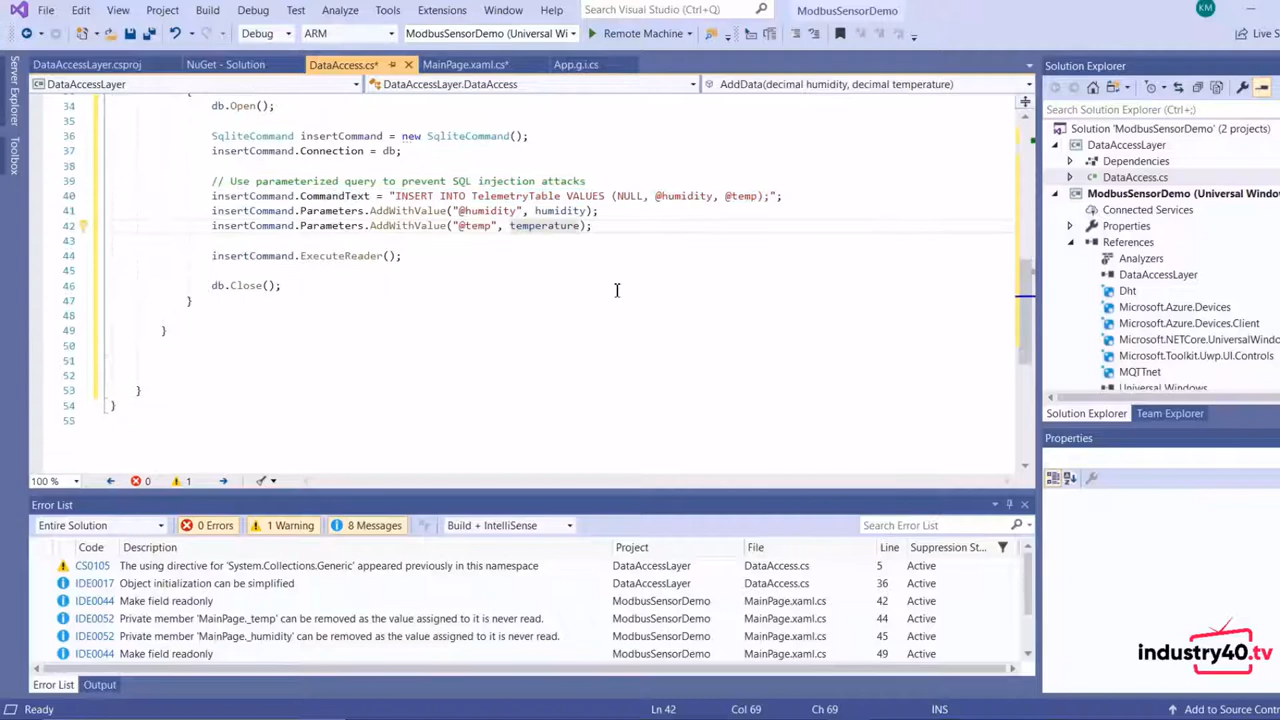 File Edit View Project Build Debug Test Analyze Tools Extensions Window Help Search Visual Studio (Ctrl+Q) ModbusSensorDemo KM
Debug ARM ModbusSensorDemo (Universal Wi Remote Machine Live S
DataAccessLayer.csproj NuGet - Solution DataAccess.cs* MainPage.xaml.cs* App.g.i.cs
DataAccessLayer DataAccessLayer.DataAccess AddData(decimal humidity, decimal temperature)
Server Explorer
Toolbox
{
34 db.Open();
35
36 SqliteCommand insertCommand = new SqliteCommand();
37 insertCommand.Connection = db;
38
39 // Use parameterized query to prevent SQL injection attacks
40 insertCommand.CommandText = "INSERT INTO TelemetryTable VALUES (NULL, @humidity, @temp);";
41 insertCommand.Parameters.AddWithValue("@humidity", humidity);
42 insertCommand.Parameters.AddWithValue("@temp", temperature);
43
44 insertCommand.ExecuteReader();
45
46 db.Close();
47 }
48
49 }
50
51
52
53 }
54 }
55
100 % 0 1
Error List
Entire Solution 0 Errors 1 Warning 8 Messages Build + IntelliSense Search Error List
Code Description Project File Line Suppression St...
CS0105 The using directive for 'System.Collections.Generic' appeared previously in this namespace DataAccessLayer DataAccess.cs 5 Active
IDE0017 Object initialization can be simplified DataAccessLayer DataAccess.cs 36 Active
IDE0044 Make field readonly ModbusSensorDemo MainPage.xaml.cs 42 Active
IDE0052 Private member 'MainPage._temp' can be removed as the value assigned to it is never read. ModbusSensorDemo MainPage.xaml.cs 44 Active
IDE0052 Private member 'MainPage._humidity' can be removed as the value assigned to it is never read. ModbusSensorDemo MainPage.xaml.cs 45 Active
IDE0044 Make field readonly ModbusSensorDemo MainPage.xaml.cs 49 Active
Error List Output
Solution Explorer
Search Solution Explorer (Ctrl+;)
Solution 'ModbusSensorDemo' (2 projects)
DataAccessLayer
Dependencies
DataAccess.cs
ModbusSensorDemo (Universal Wind
Connected Services
Properties
References
Analyzers
DataAccessLayer
Dht
Microsoft.Azure.Devices
Microsoft.Azure.Devices.Client
Microsoft.NETCore.UniversalWindo
Microsoft.Toolkit.Uwp.UI.Controls
MQTTnet
Universal Windows
Solution Explorer Team Explorer
Properties
industry40.tv
Ready Ln 42 Col 69 Ch 69 INS Add to Source Contr